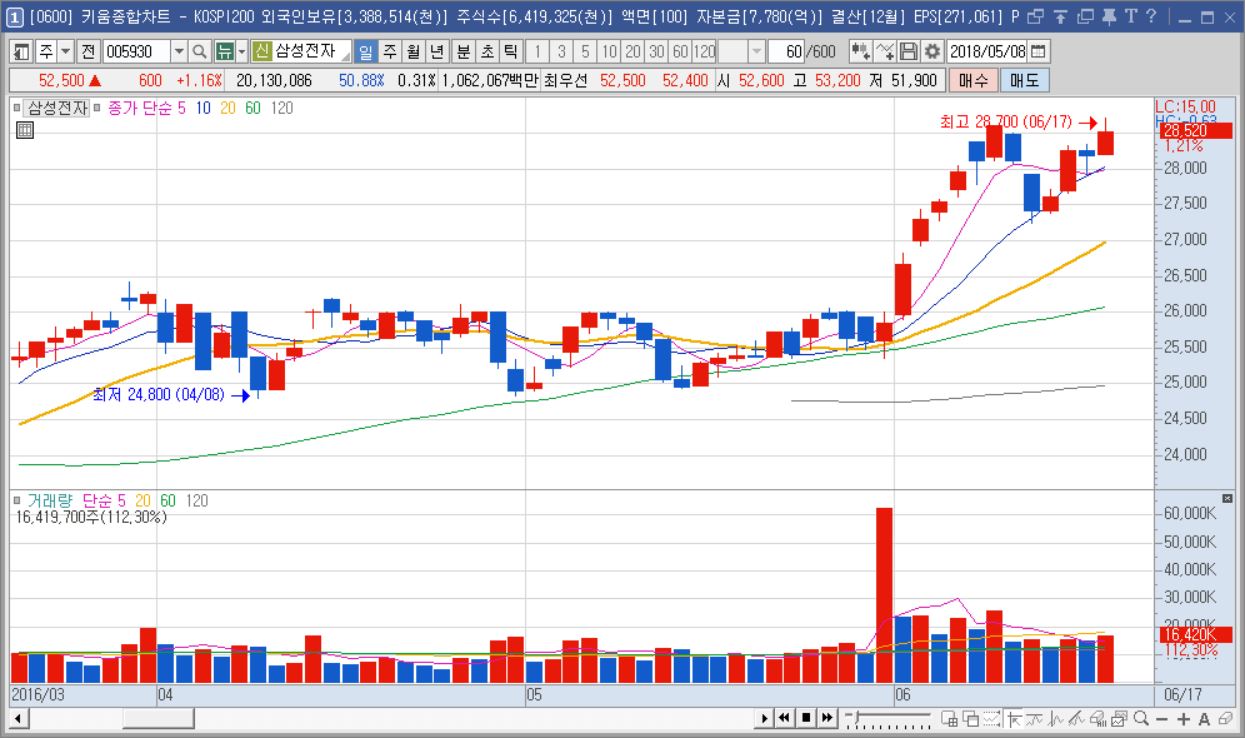 1 [0600] 키움종합차트 - KOSPI200 외국인보유[3,388,514(천)] 주식수[6,419,325(천)] 액면[100] 자본금[7,780(억)] 결산[12월] EPS[271,061] P T ?
주 전 005930 뉴 신 삼성전자 일 주 월 년 분 초 틱 1 3 5 10 20 30 60 120 60 /600 2018/05/08
52,500▲ 600 +1.16% 20,130,086 50.88% 0.31% 1,062,067백만 최우선 52,500 52,400 시 52,600 고 53,200 저 51,900 매수 매도
삼성전자 종가 단순 5 10 20 60 120
LC:15.00
최고 28,700 (06/17)
28,520
1.21%
28,000
27,500
27,000
26,500
26,000
25,500
25,000
최저 24,800 (04/08)
24,500
24,000
거래량 단순 5 20 60 120
16,419,700주(112.30%)
60,000K
50,000K
40,000K
30,000K
20,000K
16,420K
112.30%
2016/03 04 05 06 06/17
A